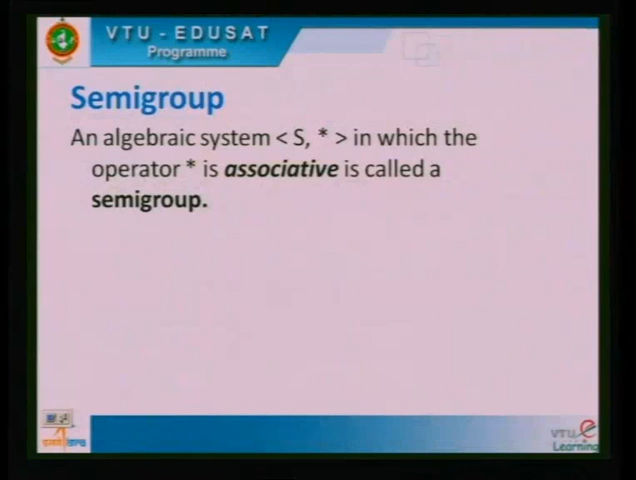 VTU - EDUSAT
Programme
Semigroup
An algebraic system < S, * > in which the
operator * is associative is called a
semigroup.
VTU e
Learning